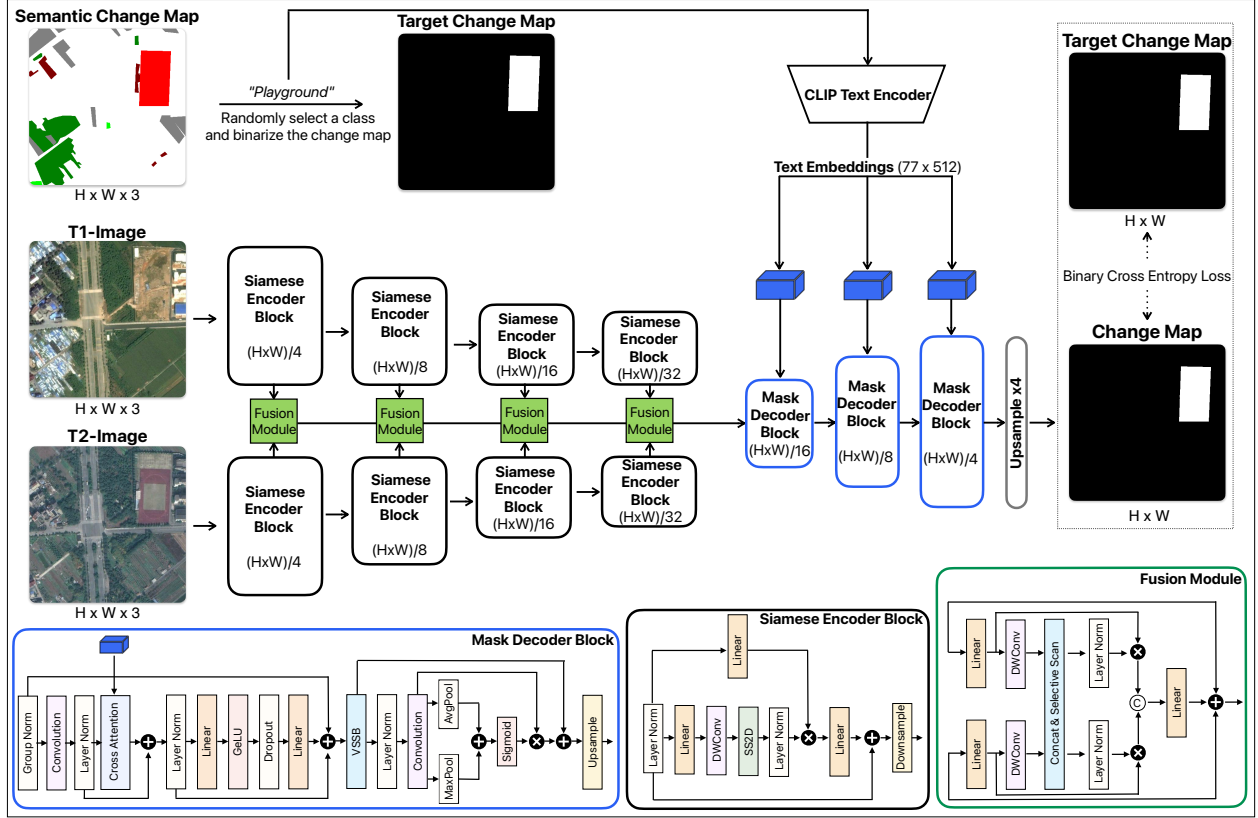 Semantic Change Map
H x W x 3
"Playground"
Randomly select a class
and binarize the change map
Target Change Map
CLIP Text Encoder
Text Embeddings (77 x 512)
Target Change Map
H x W
Binary Cross Entropy Loss
Change Map
H x W
T1-Image
H x W x 3
T2-Image
H x W x 3
Siamese
Encoder
Block
(HxW)/4
Siamese
Encoder
Block
(HxW)/8
Siamese
Encoder
Block
(HxW)/16
Siamese
Encoder
Block
(HxW)/32
Fusion
Module
Fusion
Module
Fusion
Module
Fusion
Module
Siamese
Encoder
Block
(HxW)/4
Siamese
Encoder
Block
(HxW)/8
Siamese
Encoder
Block
(HxW)/16
Siamese
Encoder
Block
(HxW)/32
Mask
Decoder
Block
(HxW)/16
Mask
Decoder
Block
(HxW)/8
Mask
Decoder
Block
(HxW)/4
Upsample x4
Mask Decoder Block
Group Norm
Convolution
Layer Norm
Cross Attention
Layer Norm
Linear
GeLU
Dropout
Linear
VSSB
Layer Norm
Convolution
AvgPool
MaxPool
Sigmoid
Upsample
Siamese Encoder Block
Layer Norm
Linear
Linear
DWConv
SS2D
Layer Norm
Linear
Downsample
Fusion Module
Linear
DWConv
Concat & Selective Scan
Layer Norm
Linear
DWConv
Layer Norm
C
Linear